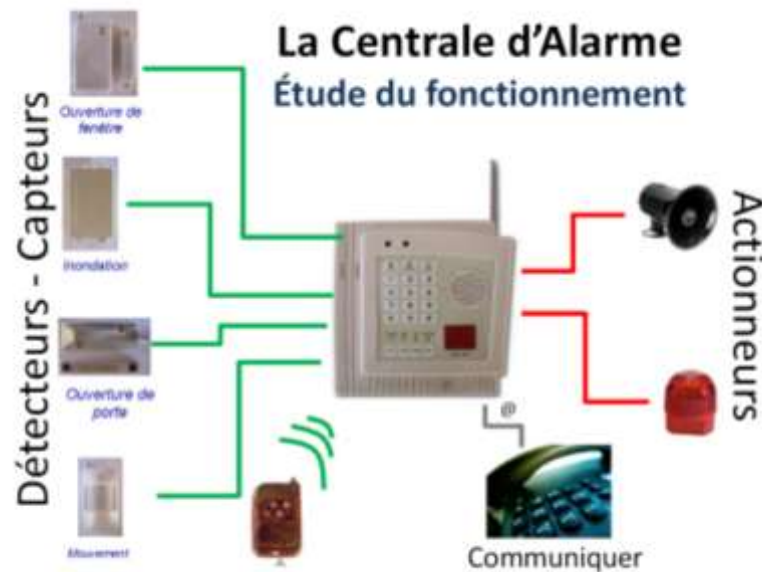 La Centrale d'Alarme
Étude du fonctionnement
Détecteurs - Capteurs
Ouverture de
fenêtre
Inondation
Ouverture de
porte
Mouvement
Actionneurs
@
Communiquer